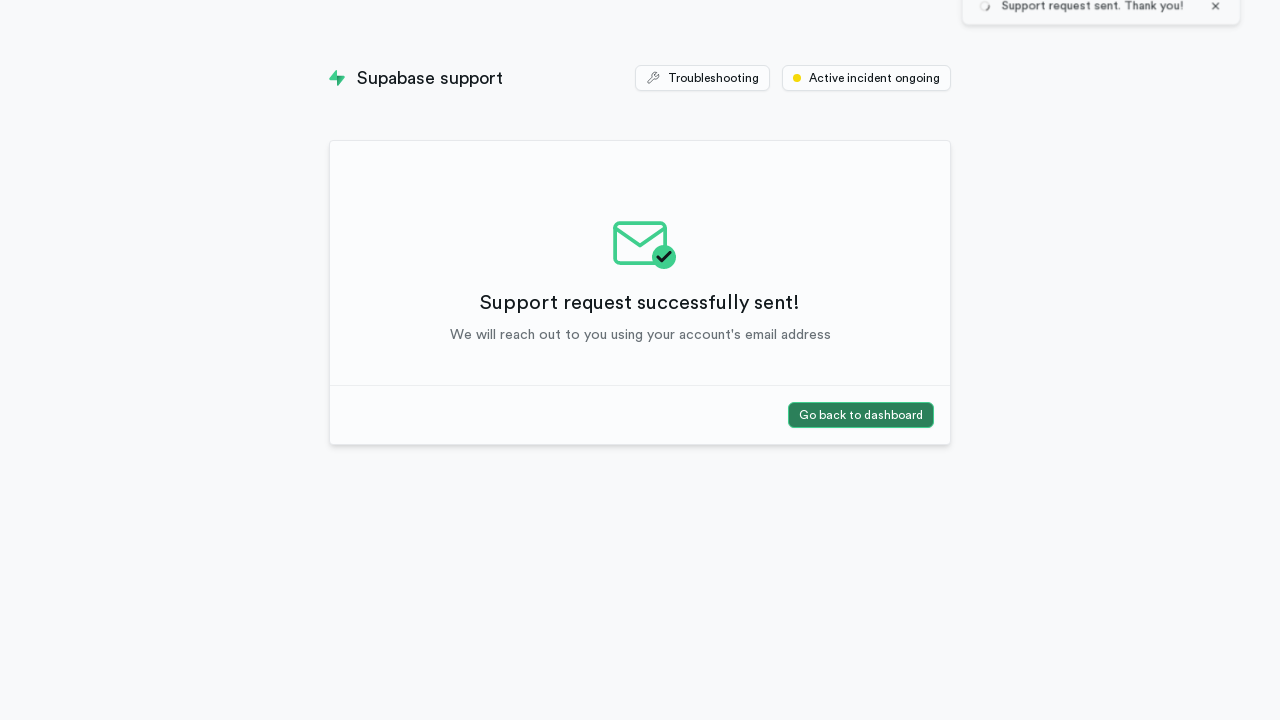 Support request sent. Thank you!
Supabase support
Troubleshooting
Active incident ongoing
Support request successfully sent!
We will reach out to you using your account's email address
Go back to dashboard